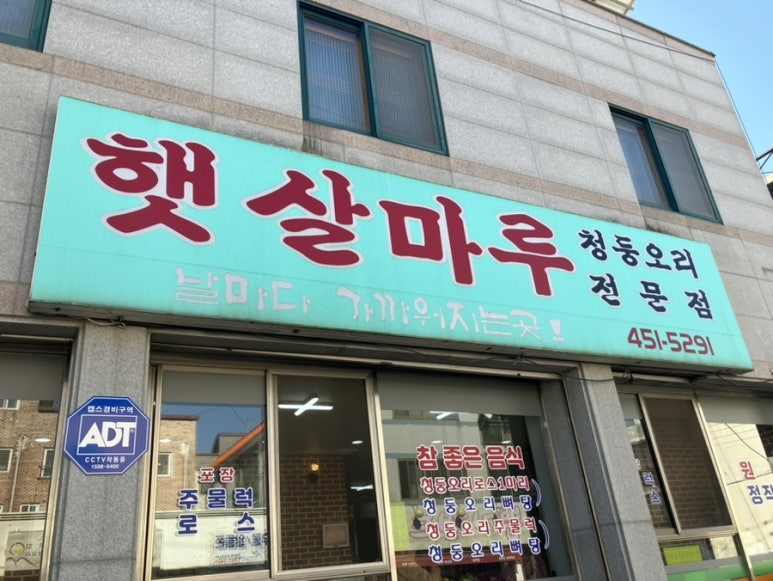 햇살마루
청둥오리
전문점
날마다 가까워지는곳!
451-5291
캡스경비구역
ADT
CCTV작동중
1588-6400
포장
주물럭
로스
참 좋은 음식
청둥오리로스1마리
청둥오리뼈탕
청둥오리주물럭
청둥오리뼈탕
원